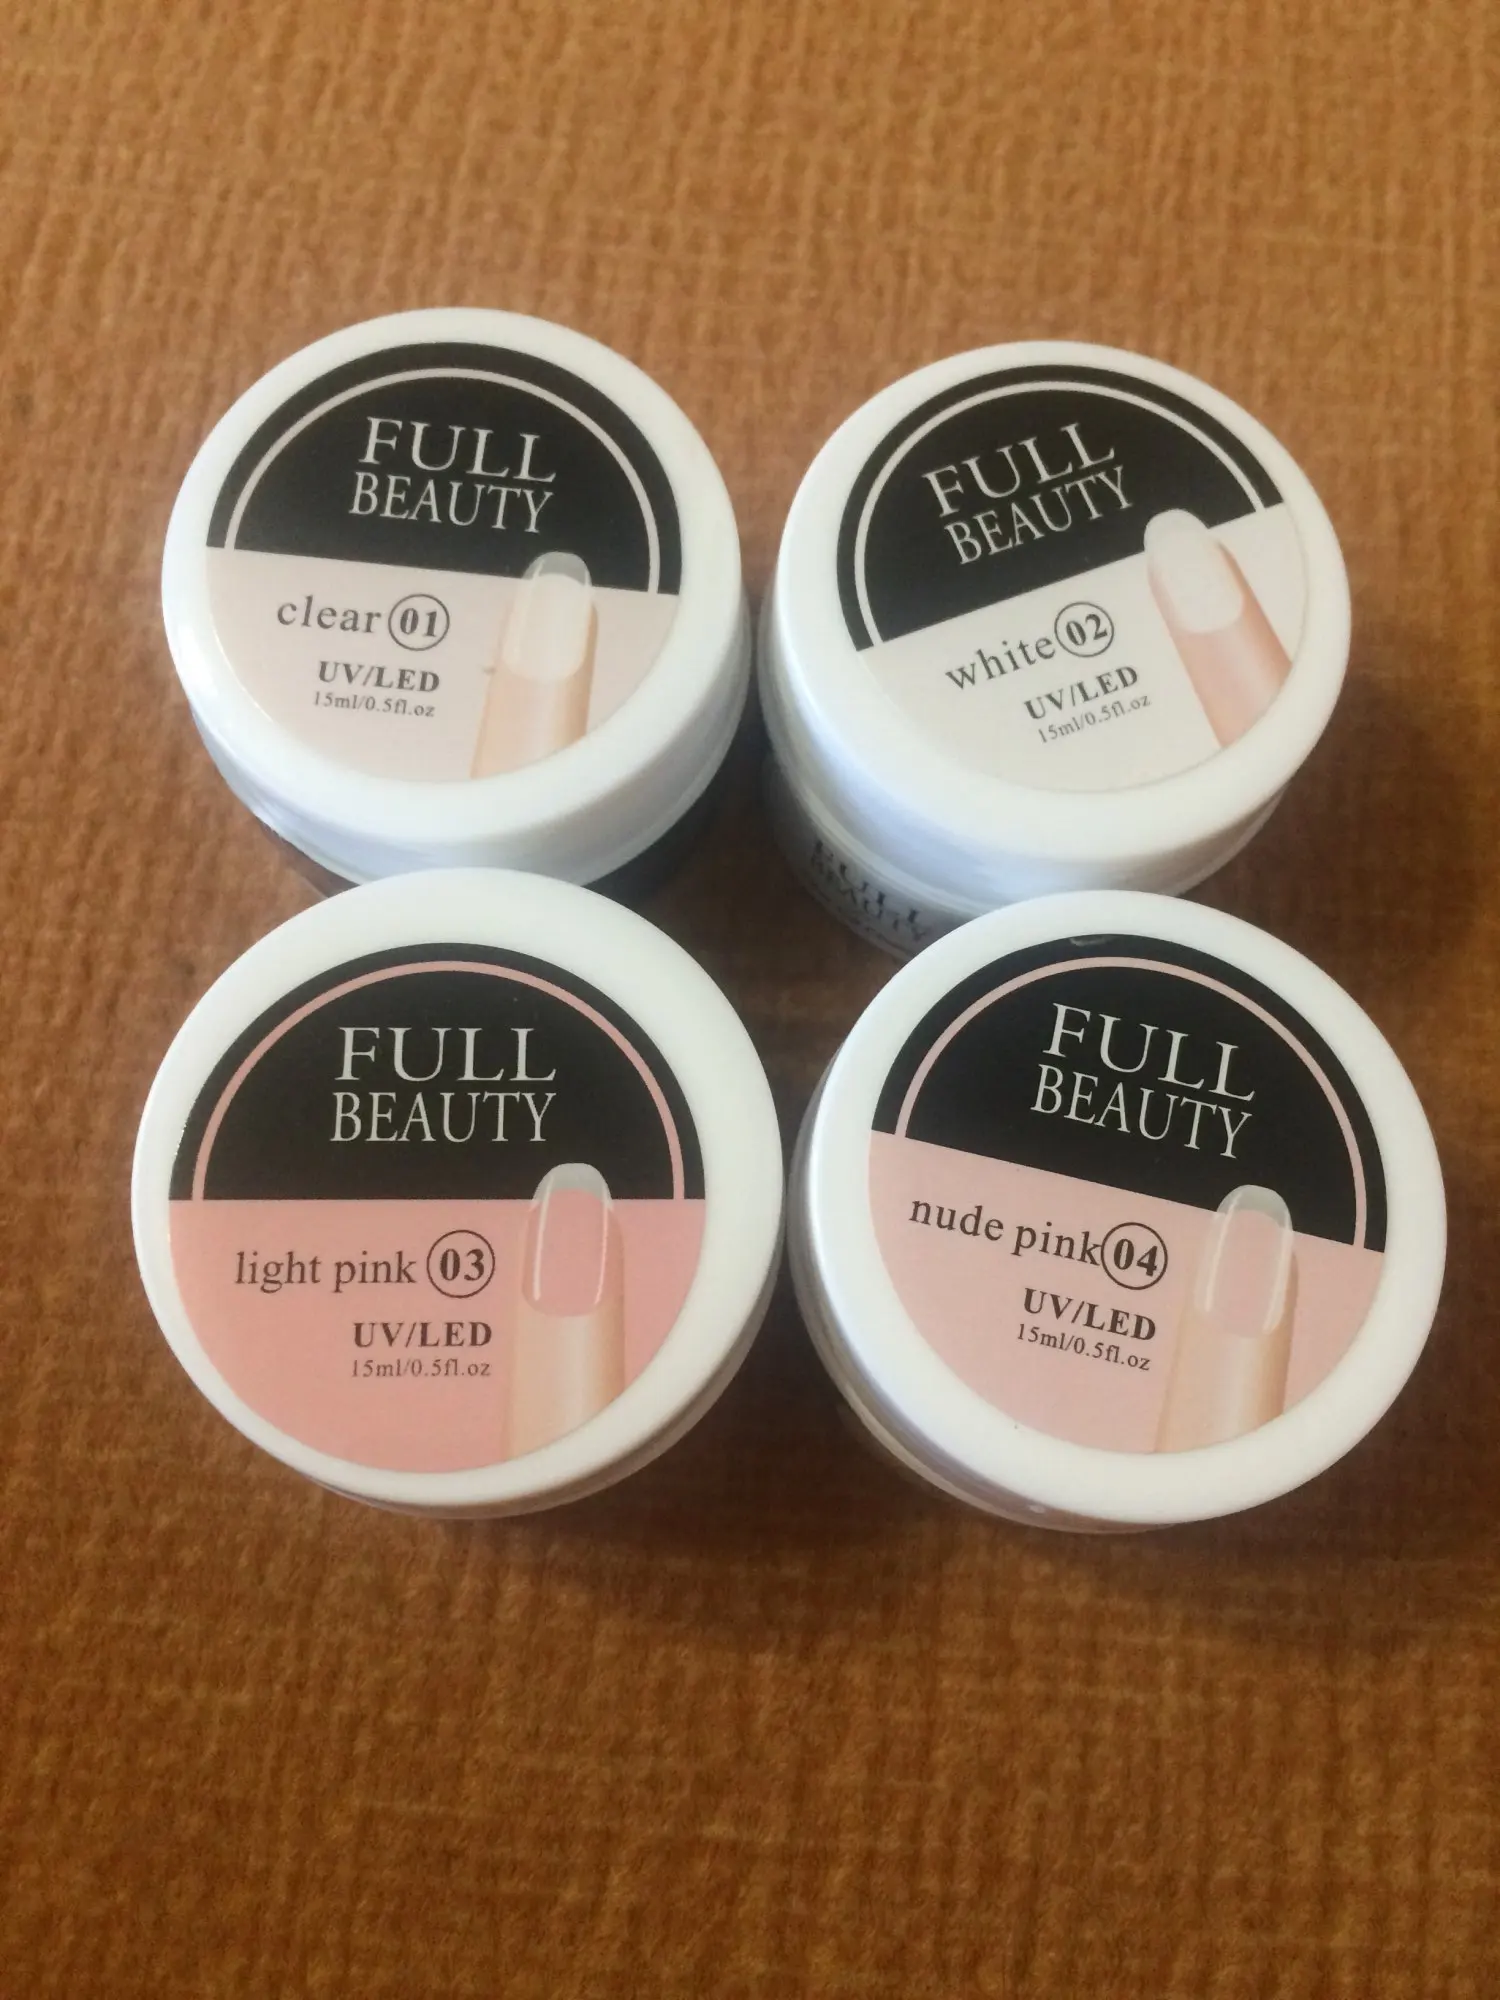 FULL
BEAUTY
clear 01
UV/LED
15ml/0.5fl.oz
FULL
BEAUTY
white 02
UV/LED
15ml/0.5fl.oz
FULL
BEAUTY
FULL
BEAUTY
light pink 03
UV/LED
15ml/0.5fl.oz
FULL
BEAUTY
nude pink 04
UV/LED
15ml/0.5fl.oz